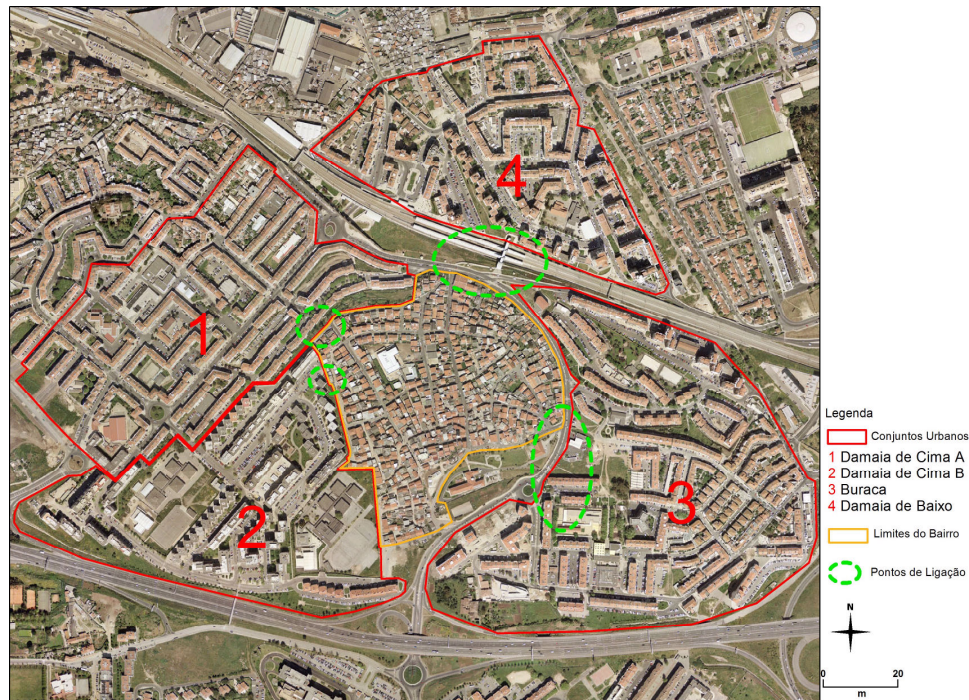 4
1
2
3
Legenda
Conjuntos Urbanos
1 Damaia de Cima A
2 Damaia de Cima B
3 Buraca
4 Damaia de Baixo
Limites do Bairro
Pontos de Ligação
N
0 20
m